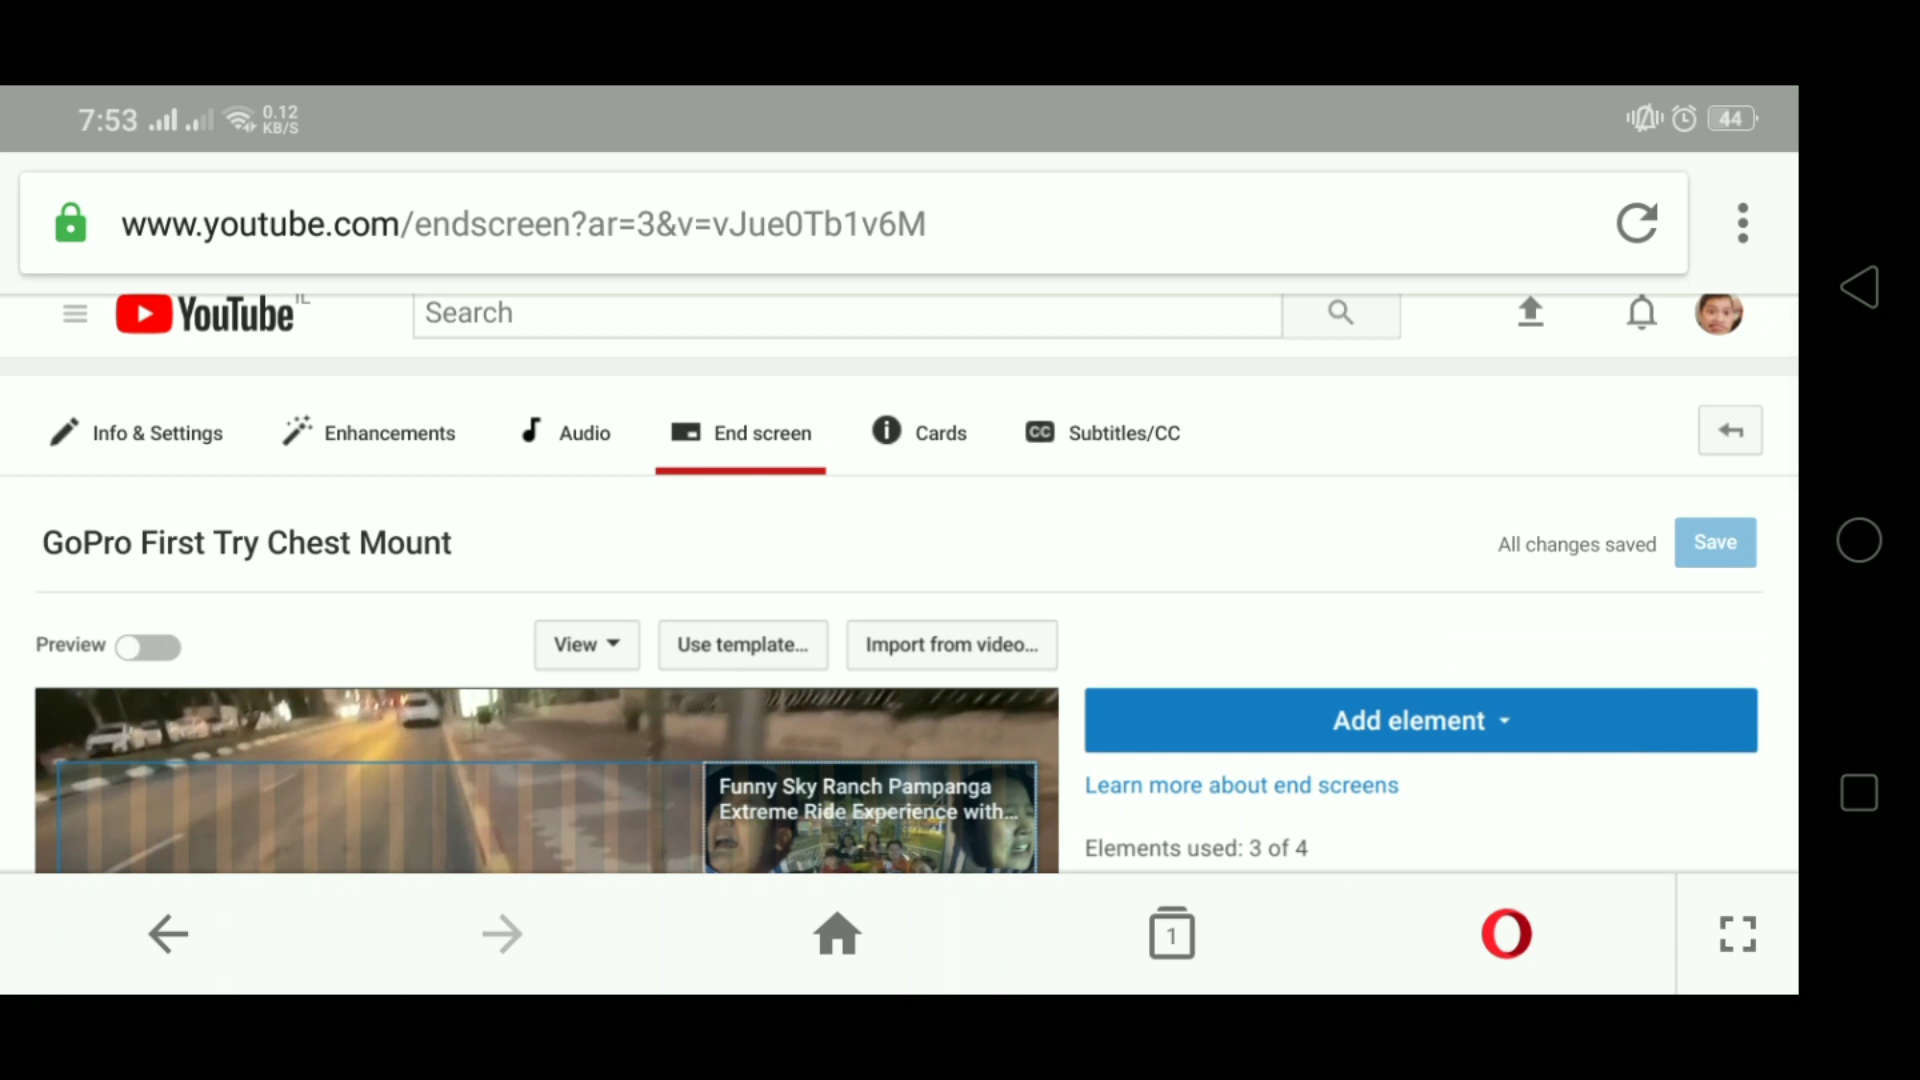 7:53 0.12 KB/S 44
www.youtube.com/endscreen?ar=3&v=vJue0Tb1v6M
YouTube IL Search
Info & Settings Enhancements Audio End screen Cards CC Subtitles/CC
GoPro First Try Chest Mount All changes saved Save
Preview View Use template... Import from video...
Add element
Funny Sky Ranch Pampanga
Extreme Ride Experience with...
Learn more about end screens
Elements used: 3 of 4
1